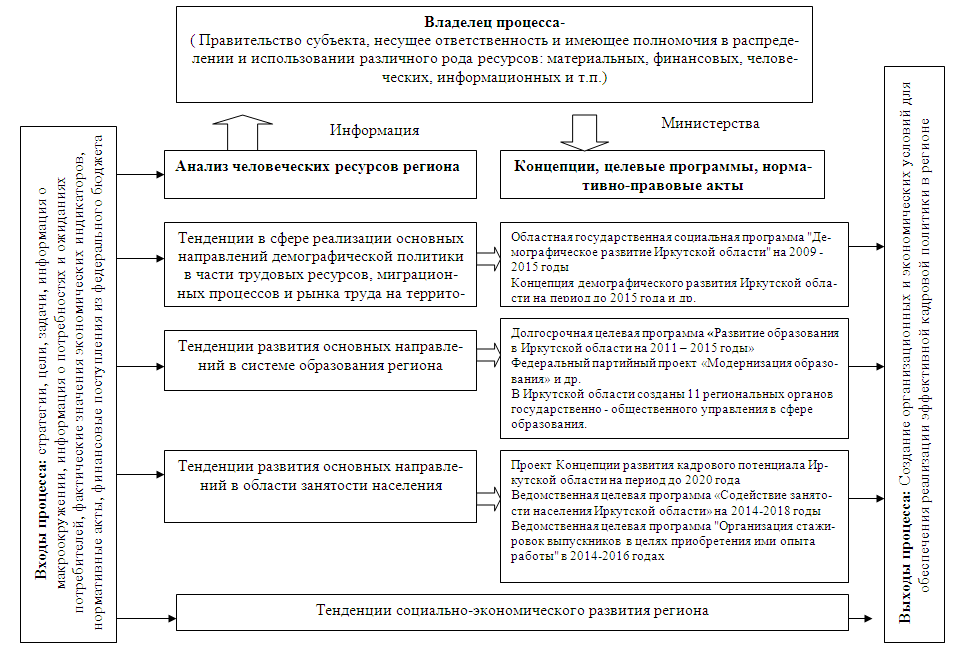 Владелец процесса-
( Правительство субъекта, несущее ответственность и имеющее полномочия в распреде-
лении и использовании различного рода ресурсов: материальных, финансовых, челове-
ческих, информационных и т.п.)
Информация
Министерства
Входы процесса: стратегии, цели, задачи, информация о
макроокружении, информация о потребностях и ожиданиях
потребителей, фактические значения экономических индикаторов,
нормативные акты, финансовые поступления из федерального бюджета
Анализ человеческих ресурсов региона
Концепции, целевые программы, норма-
тивно-правовые акты
Тенденции в сфере реализации основных
направлений демографической политики
в части трудовых ресурсов, миграцион-
ных процессов и рынка труда на террито-
Областная государственная социальная программа "Де-
мографическое развитие Иркутской области" на 2009 -
2015 годы
Концепция демографического развития Иркутской обла-
сти на период до 2015 года и др.
Тенденции развития основных направле-
ний в системе образования региона
Долгосрочная целевая программа «Развитие образования
в Иркутской области на 2011 – 2015 годы»
Федеральный партийный проект «Модернизация образо-
вания» и др.
В Иркутской области созданы 11 региональных органов
государственно - общественного управления в сфере
образования.
Тенденции развития основных направле-
ний в области занятости населения
Проект Концепции развития кадрового потенциала Ир-
кутской области на период до 2020 года
Ведомственная целевая программа «Содействие занято-
сти населения Иркутской области» на 2014-2018 годы
Ведомственная целевая программа "Организация стажи-
ровок выпускников в целях приобретения ими опыта
работы" в 2014-2016 годах
Тенденции социально-экономического развития региона
Выходы процесса: Создание организационных и экономических условий для
обеспечения реализации эффективной кадровой политики в регионе